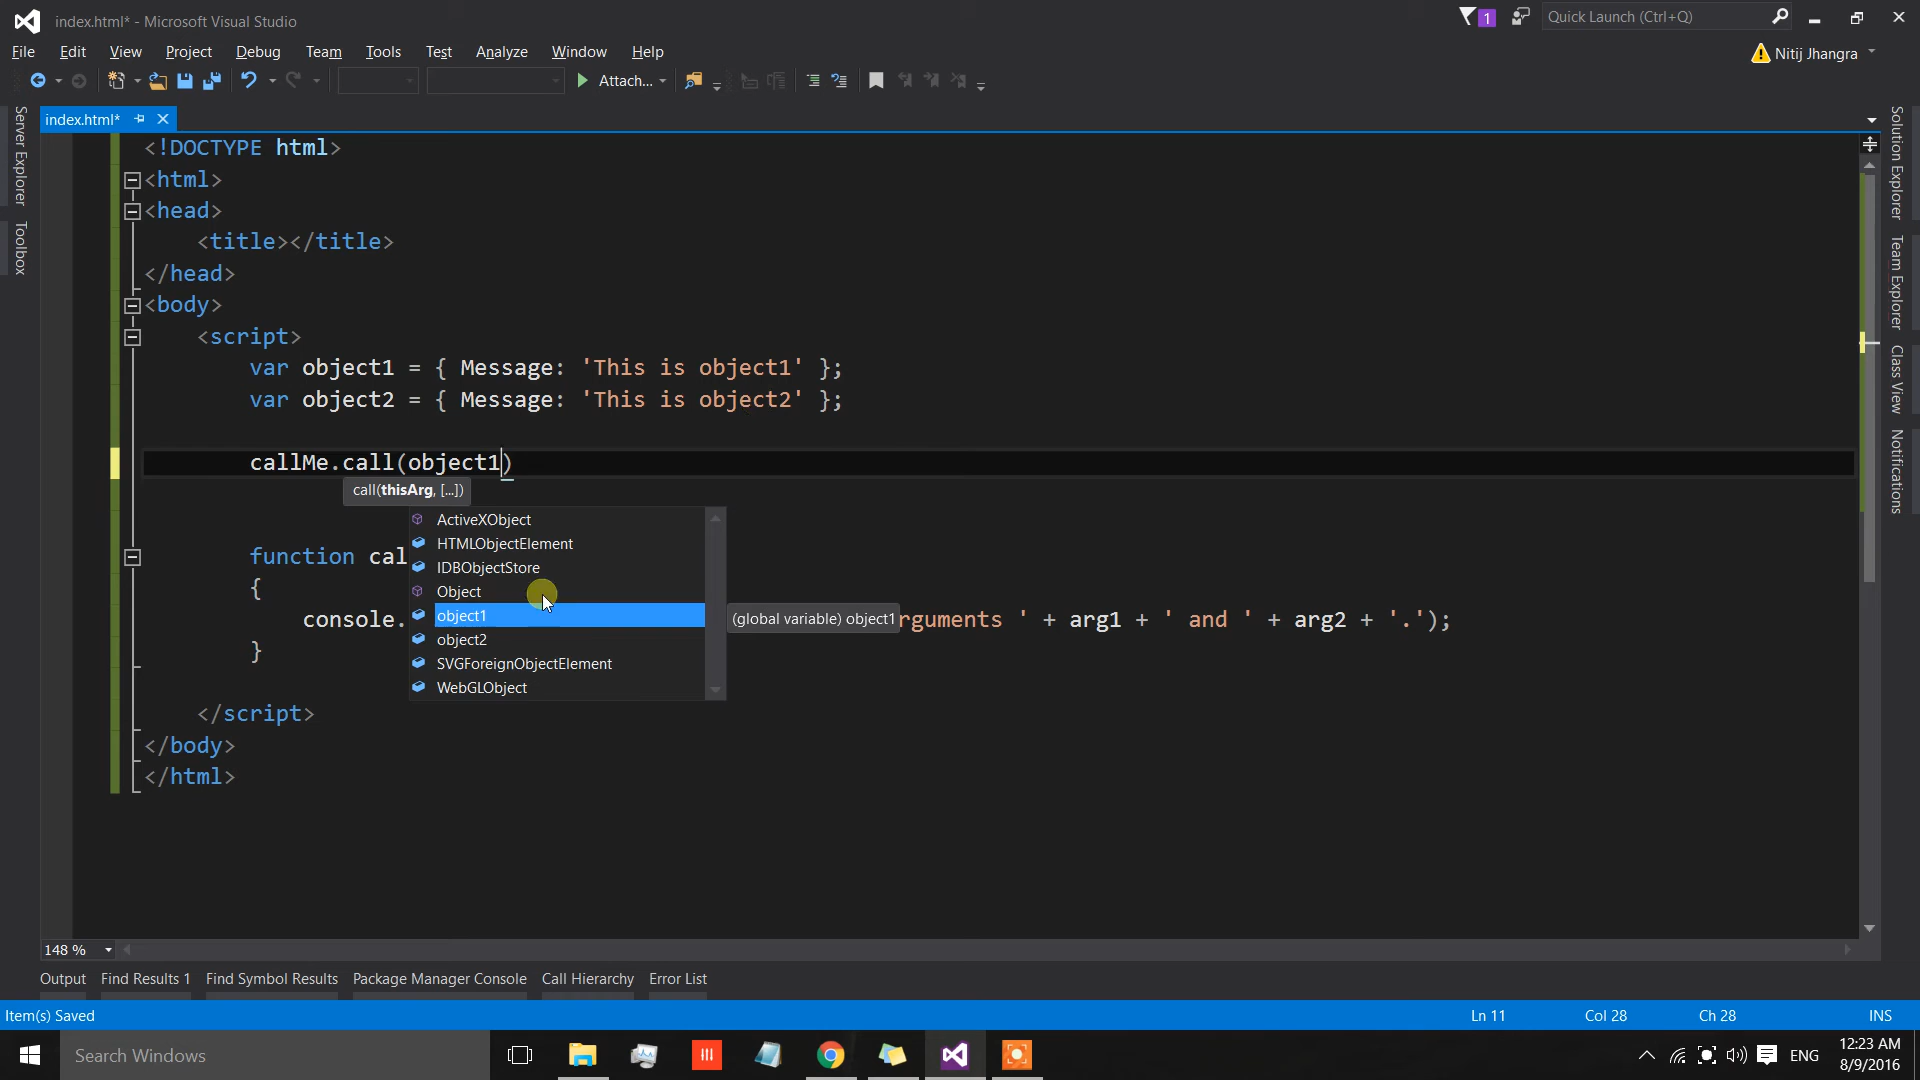 index.html* - Microsoft Visual Studio
1
Quick Launch (Ctrl+Q)
File Edit View Project Debug Team Tools Test Analyze Window Help
Nitij Jhangra
Attach...
index.html*
Server Explorer
Toolbox
Solution Explorer
Team Explorer
Class View
Notifications
<!DOCTYPE html>
<html>
<head>
<title></title>
</head>
<body>
<script>
var object1 = { Message: 'This is object1' };
var object2 = { Message: 'This is object2' };
callMe.call(object1)
call(thisArg, [...])
ActiveXObject
HTMLObjectElement
IDBObjectStore
function cal
Object
{
object1
(global variable) object1
console. rguments ' + arg1 + ' and ' + arg2 + '.');
object2
}
SVGForeignObjectElement
WebGLObject
</script>
</body>
</html>
148 %
Output Find Results 1 Find Symbol Results Package Manager Console Call Hierarchy Error List
Item(s) Saved Ln 11 Col 28 Ch 28 INS
Search Windows
ENG
12:23 AM
8/9/2016